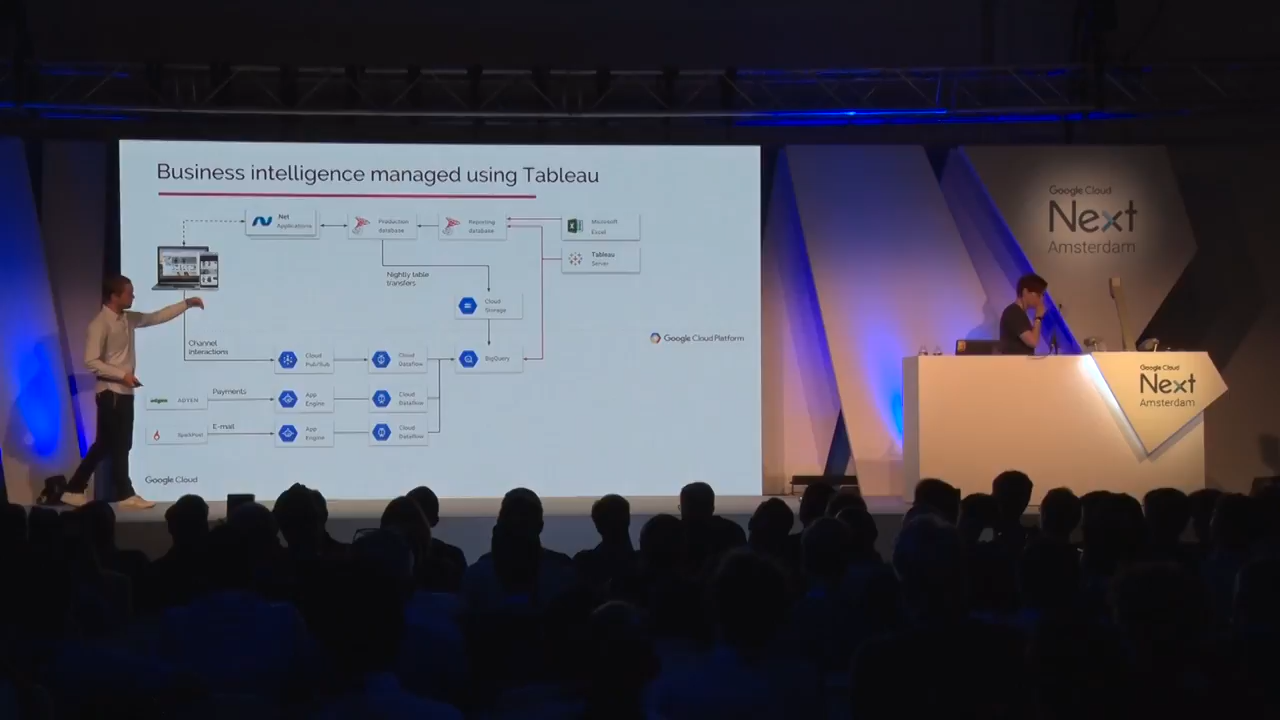 Business intelligence managed using Tableau
.Net
Applications
Production
database
Reporting
database
Microsoft
Excel
Tableau
Server
Nightly table
transfers
Cloud
Storage
Channel
interactions
Cloud
Pub/Sub
Cloud
Dataflow
BigQuery
Google Cloud Platform
adyen
ADYEN
Payments
App
Engine
Cloud
Dataflow
SparkPost
E-mail
App
Engine
Cloud
Dataflow
Google Cloud
Google Cloud
Next
Amsterdam
Google Cloud
Next
Amsterdam